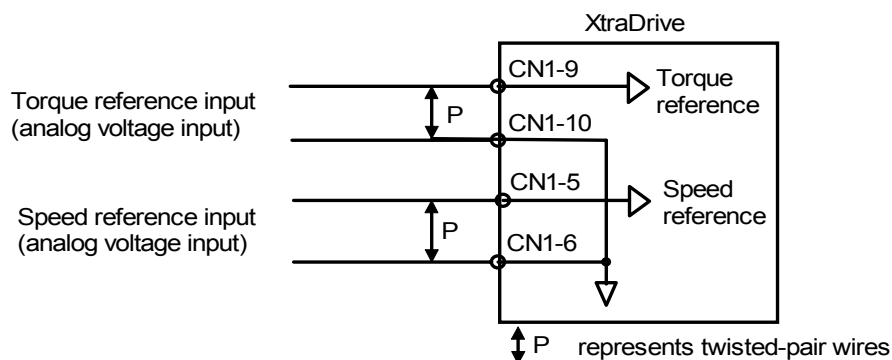 XtraDrive
CN1-9
Torque reference input
(analog voltage input)
P
Torque
reference
CN1-10
CN1-5
Speed reference input
(analog voltage input)
P
Speed
reference
CN1-6
P represents twisted-pair wires